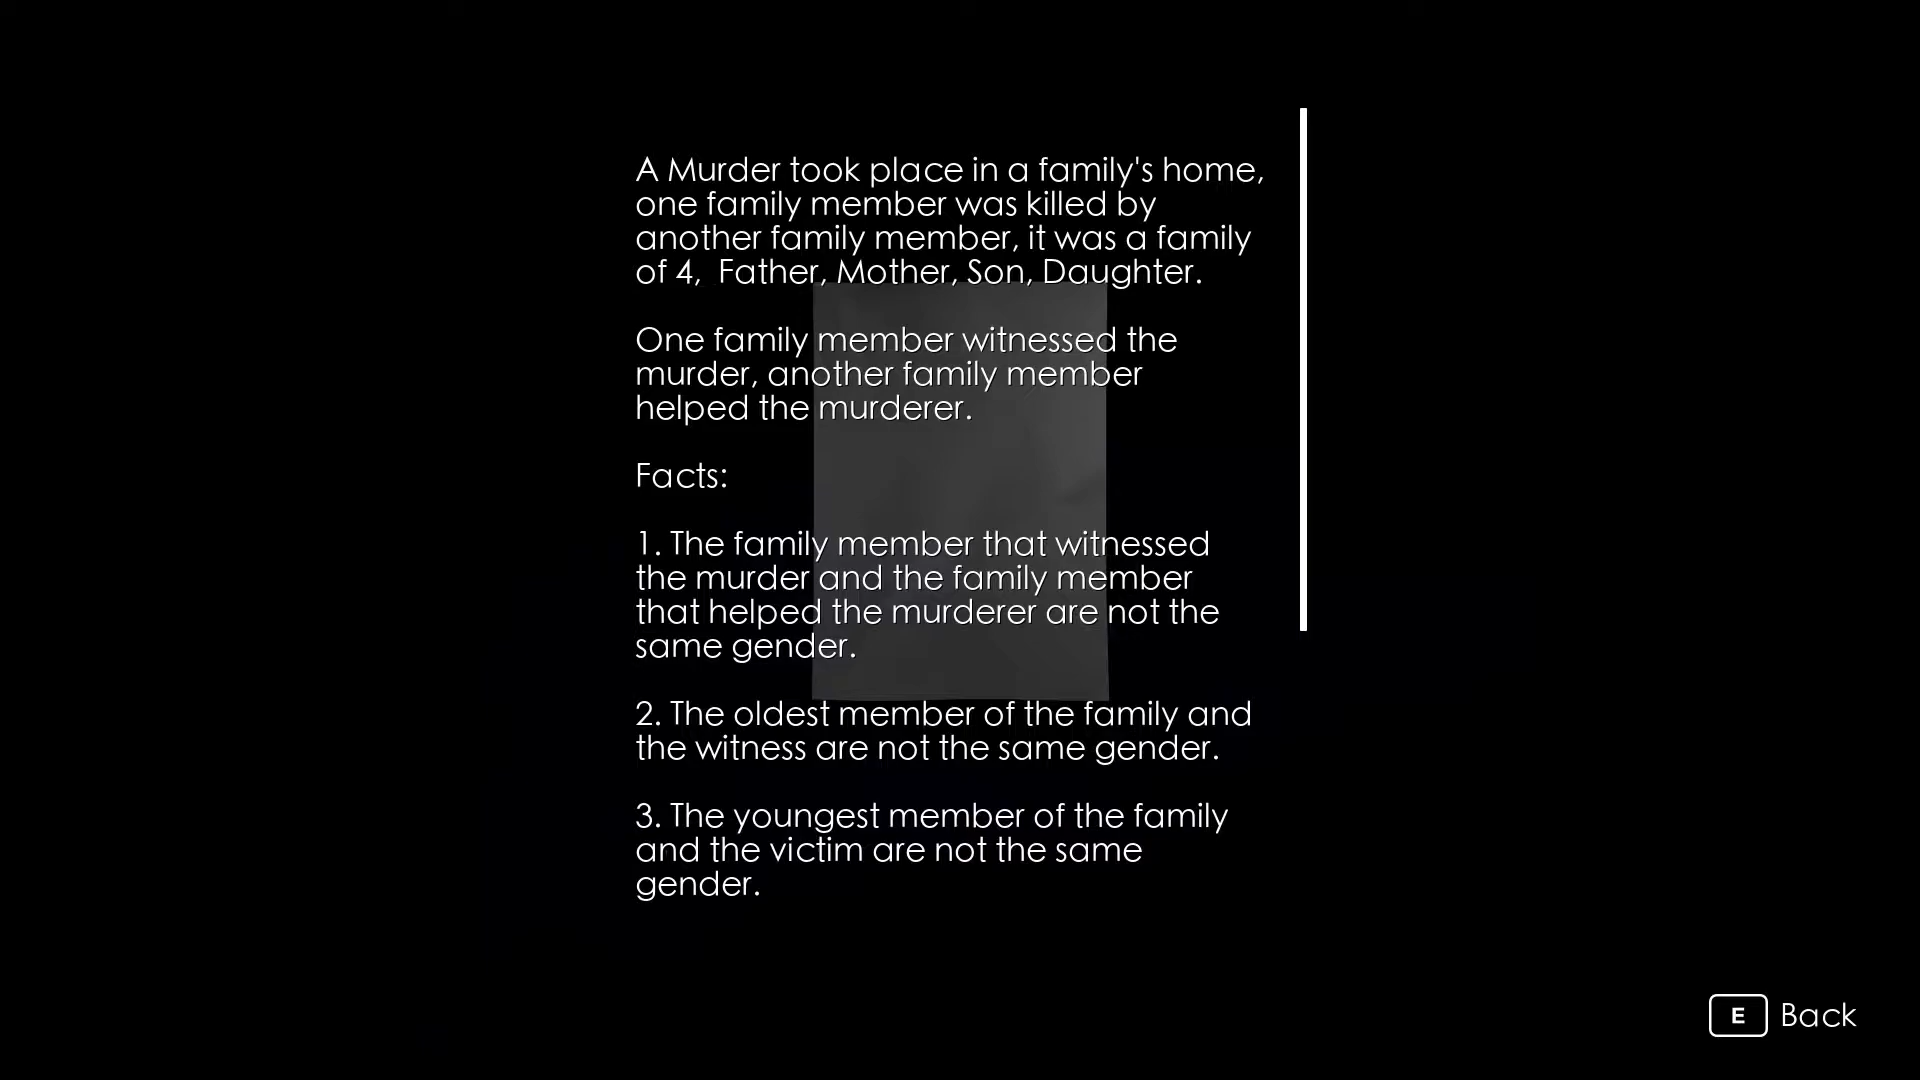 A Murder took place in a family's home,
one family member was killed by
another family member, it was a family
of 4,  Father, Mother, Son, Daughter.
One family member witnessed the
murder, another family member
helped the murderer.
Facts:
1. The family member that witnessed
the murder and the family member
that helped the murderer are not the
same gender.
2. The oldest member of the family and
the witness are not the same gender.
3. The youngest member of the family
and the victim are not the same
gender.
E Back